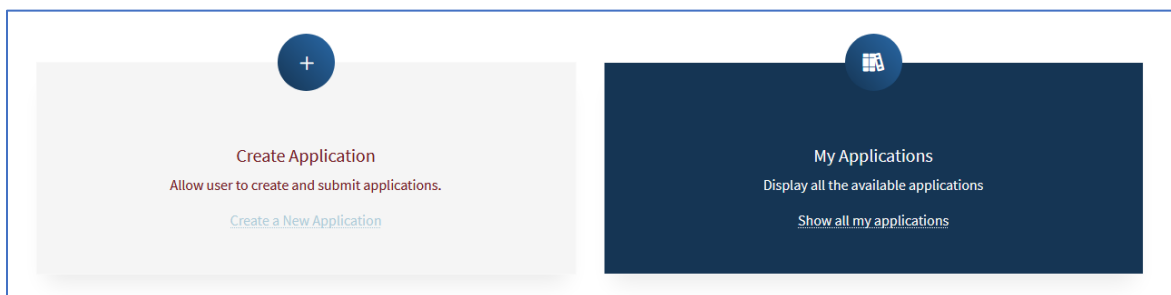 Create Application
Allow user to create and submit applications.
Create a New Application
My Applications
Display all the available applications
Show all my applications